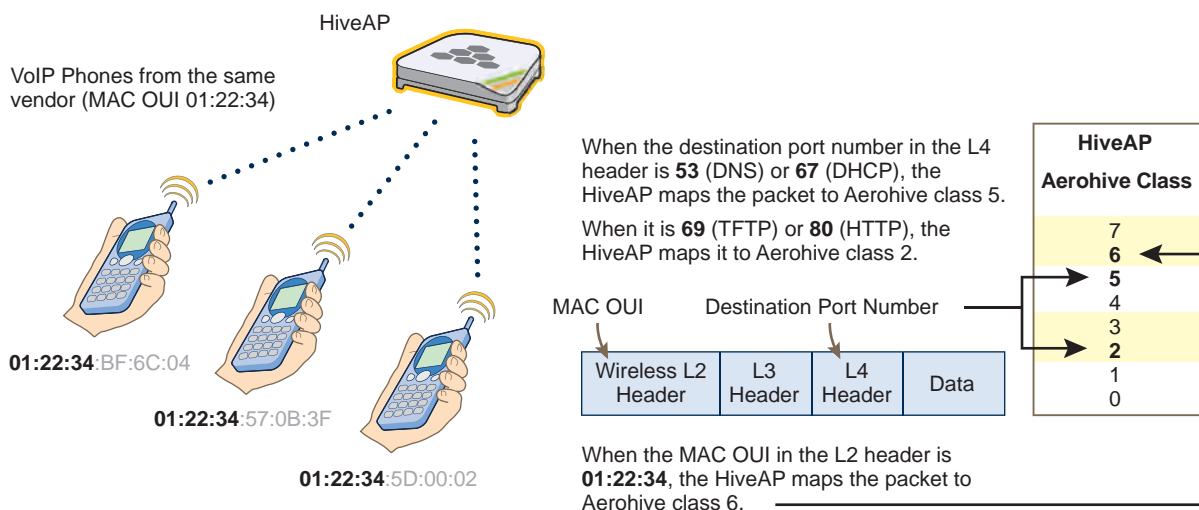 HiveAP
VoIP Phones from the same
vendor (MAC OUI 01:22:34)
01:22:34:BF:6C:04
01:22:34:57:0B:3F
01:22:34:5D:00:02
When the destination port number in the L4
header is 53 (DNS) or 67 (DHCP), the
HiveAP maps the packet to Aerohive class 5.
When it is 69 (TFTP) or 80 (HTTP), the
HiveAP maps it to Aerohive class 2.
MAC OUI
Destination Port Number
Wireless L2
Header
L3
Header
L4
Header
Data
When the MAC OUI in the L2 header is
01:22:34, the HiveAP maps the packet to
Aerohive class 6.
HiveAP
Aerohive Class
7
6
5
4
3
2
1
0